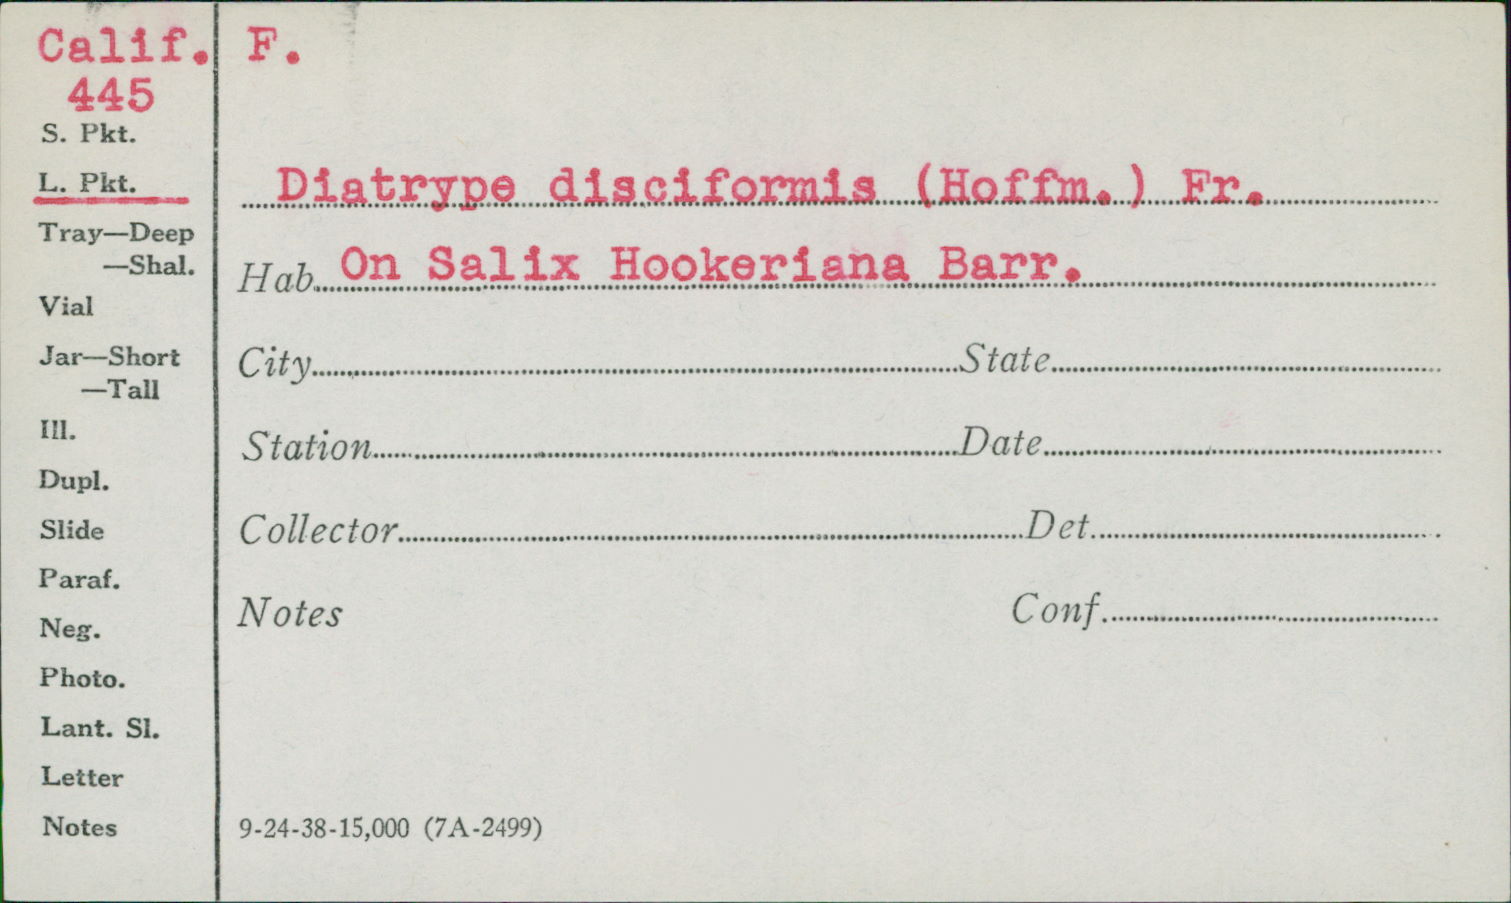 Calif. F.
445
S. Pkt.
L. Pkt.
Diatrype disciformis (Hoffm.) Fr.
Tray—Deep
—Shal.
Hab. On Salix Hookeriana Barr.
Vial
Jar—Short
—Tall
City State
Ill.
Station Date
Dupl.
Slide
Collector Det.
Paraf.
Neg.
Notes Conf.
Photo.
Lant. Sl.
Letter
Notes
9-24-38-15,000 (7A-2499)